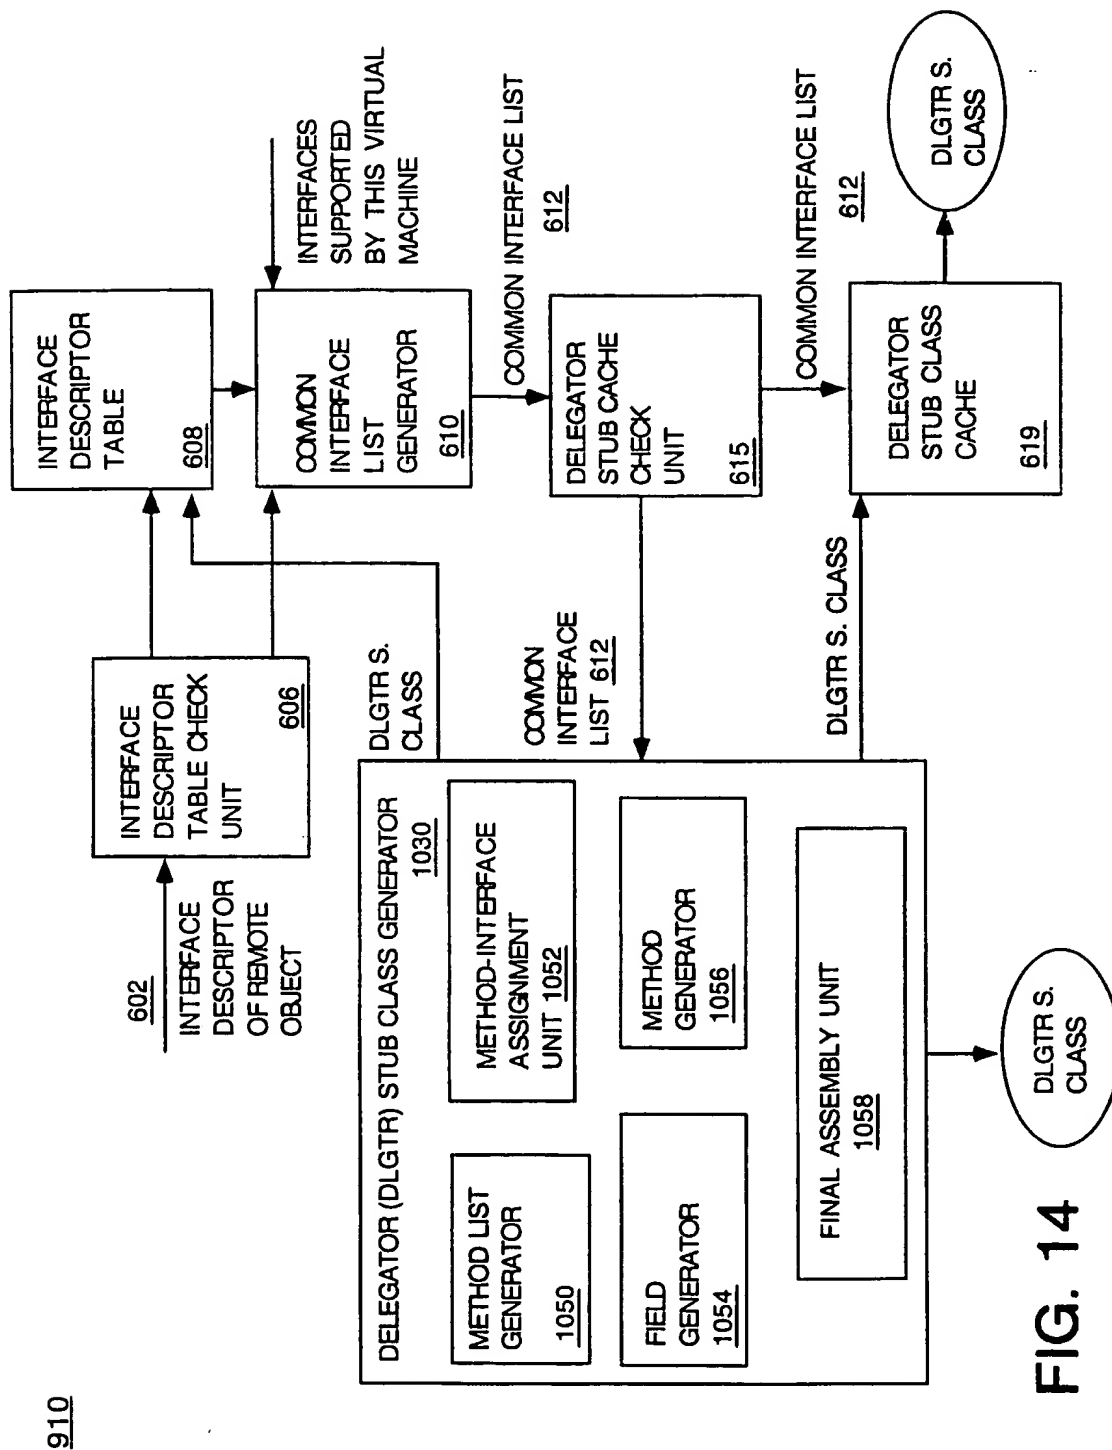 910
602
INTERFACE
DESCRIPTOR
OF REMOTE
OBJECT
INTERFACE
DESCRIPTOR
TABLE CHECK
UNIT
606
INTERFACE
DESCRIPTOR
TABLE
608
COMMON
INTERFACE
LIST
GENERATOR
610
INTERFACES
SUPPORTED
BY THIS VIRTUAL
MACHINE
COMMON INTERFACE LIST
612
DELEGATOR
STUB CACHE
CHECK
UNIT
615
COMMON INTERFACE LIST
612
DELEGATOR
STUB CLASS
CACHE
619
DLGTR S.
CLASS
DLGTR S.
CLASS
COMMON
INTERFACE
LIST 612
DLGTR S. CLASS
DELEGATOR (DLGTR) STUB CLASS GENERATOR
1030
METHOD LIST
GENERATOR
1050
METHOD-INTERFACE
ASSIGNMENT
UNIT 1052
FIELD
GENERATOR
1054
METHOD
GENERATOR
1056
FINAL ASSEMBLY UNIT
1058
DLGTR S.
CLASS
FIG. 14